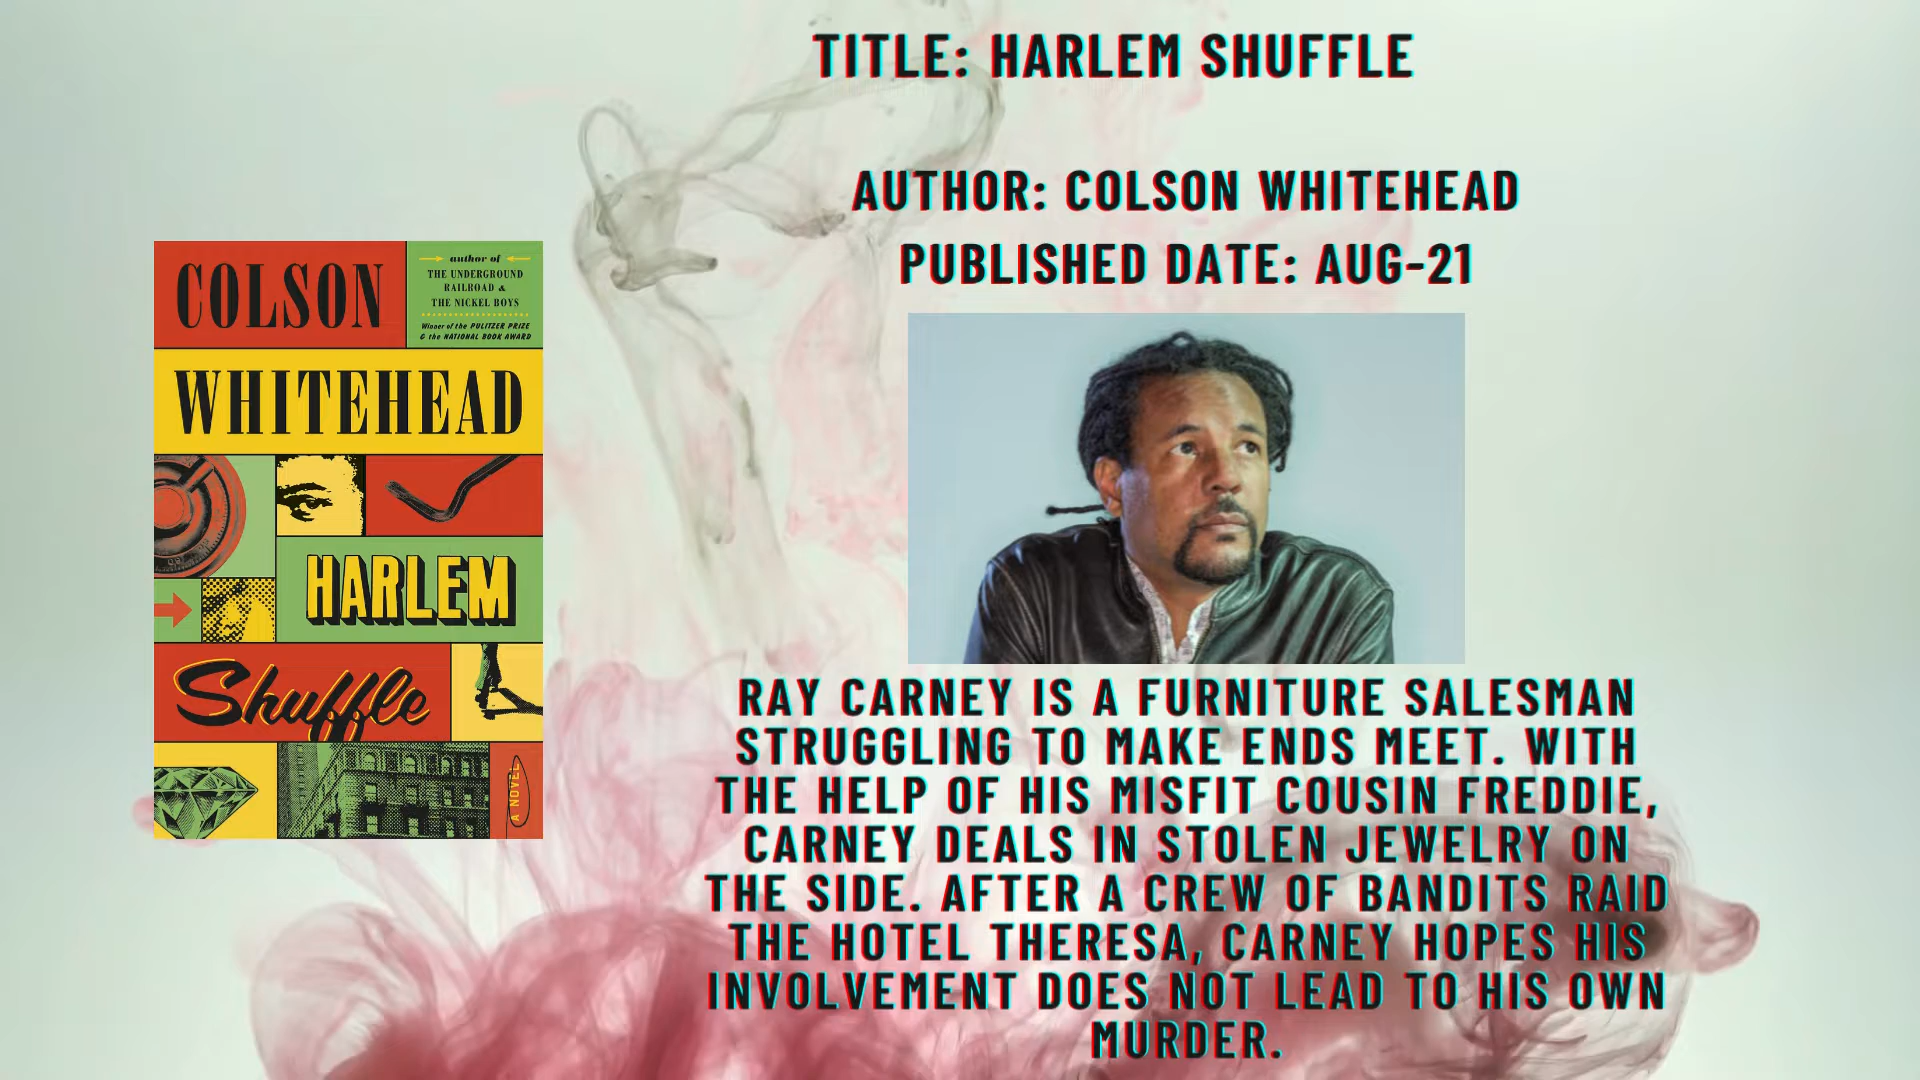 TITLE: HARLEM SHUFFLE
AUTHOR: COLSON WHITEHEAD
PUBLISHED DATE: AUG-21
COLSON
author of
THE UNDERGROUND
RAILROAD &
THE NICKEL BOYS
Winner of the PULITZER PRIZE
& the NATIONAL BOOK AWARD
WHITEHEAD
HARLEM
Shuffle
A NOVEL
RAY CARNEY IS A FURNITURE SALESMAN
STRUGGLING TO MAKE ENDS MEET. WITH
THE HELP OF HIS MISFIT COUSIN FREDDIE,
CARNEY DEALS IN STOLEN JEWELRY ON
THE SIDE. AFTER A CREW OF BANDITS RAID
THE HOTEL THERESA, CARNEY HOPES HIS
INVOLVEMENT DOES NOT LEAD TO HIS OWN
MURDER.